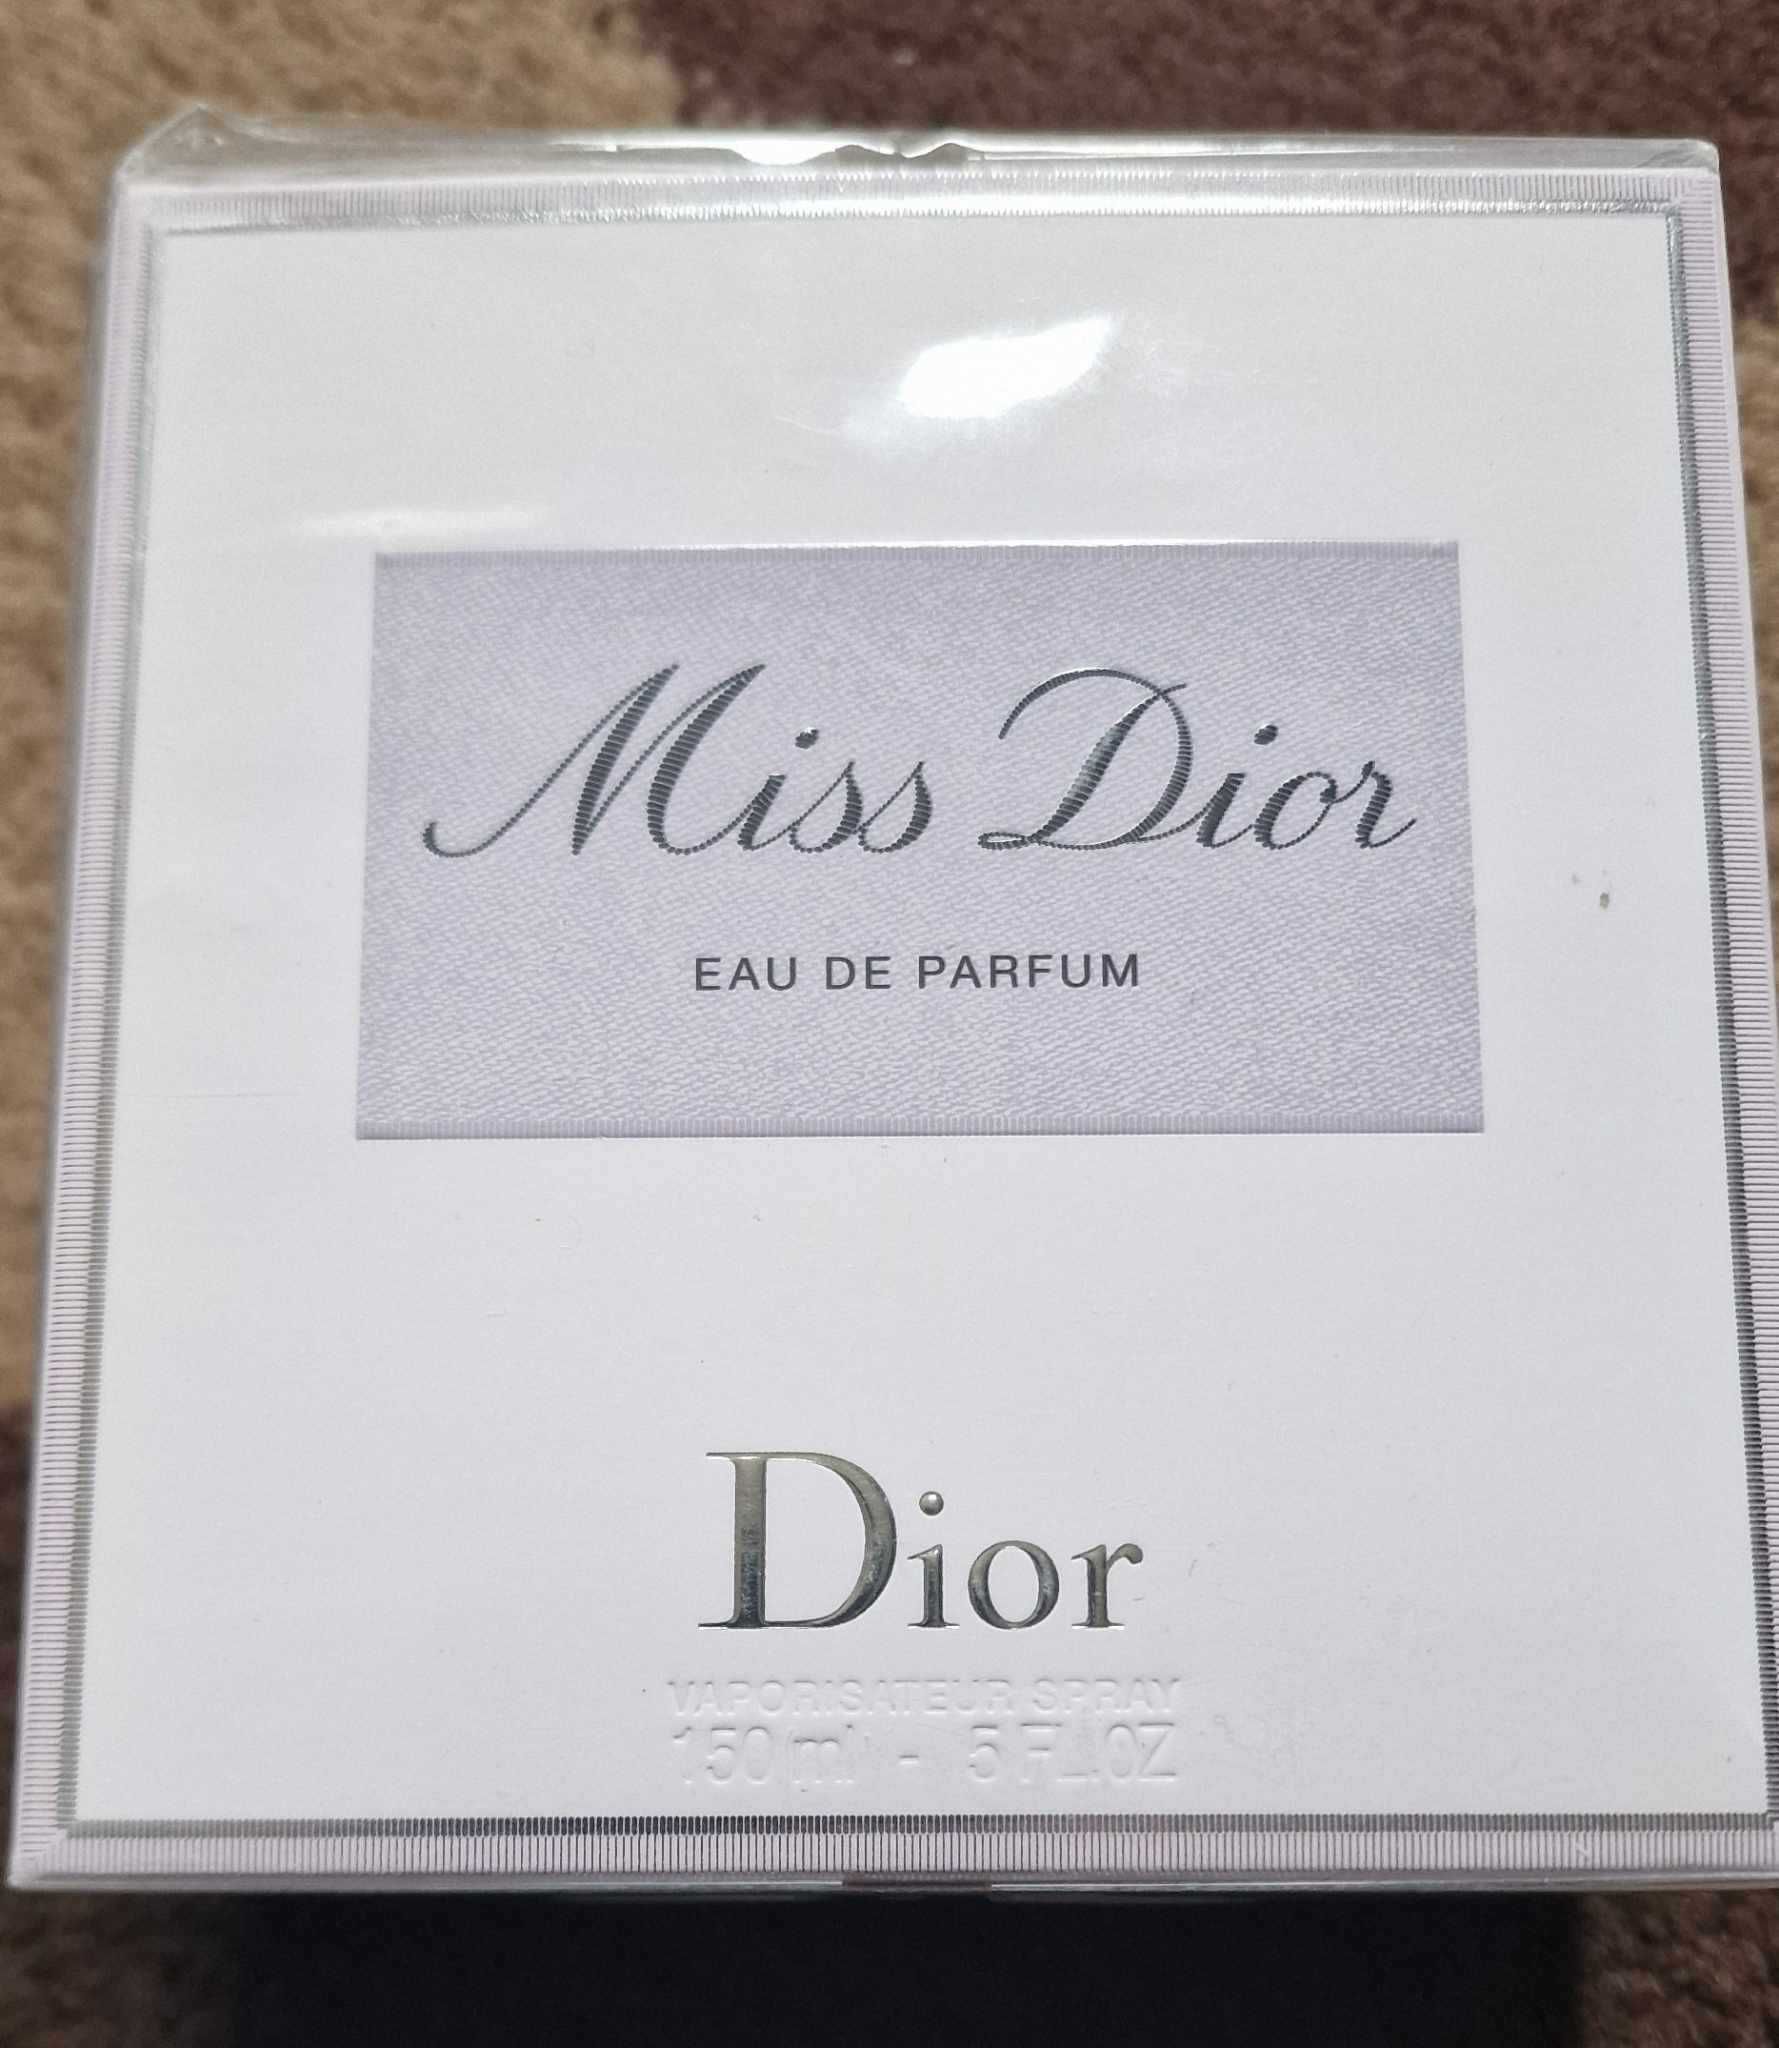 Miss Dior
EAU DE PARFUM
Dior
VAPORISATEUR SPRAY
150 ml - 5 FL.OZ